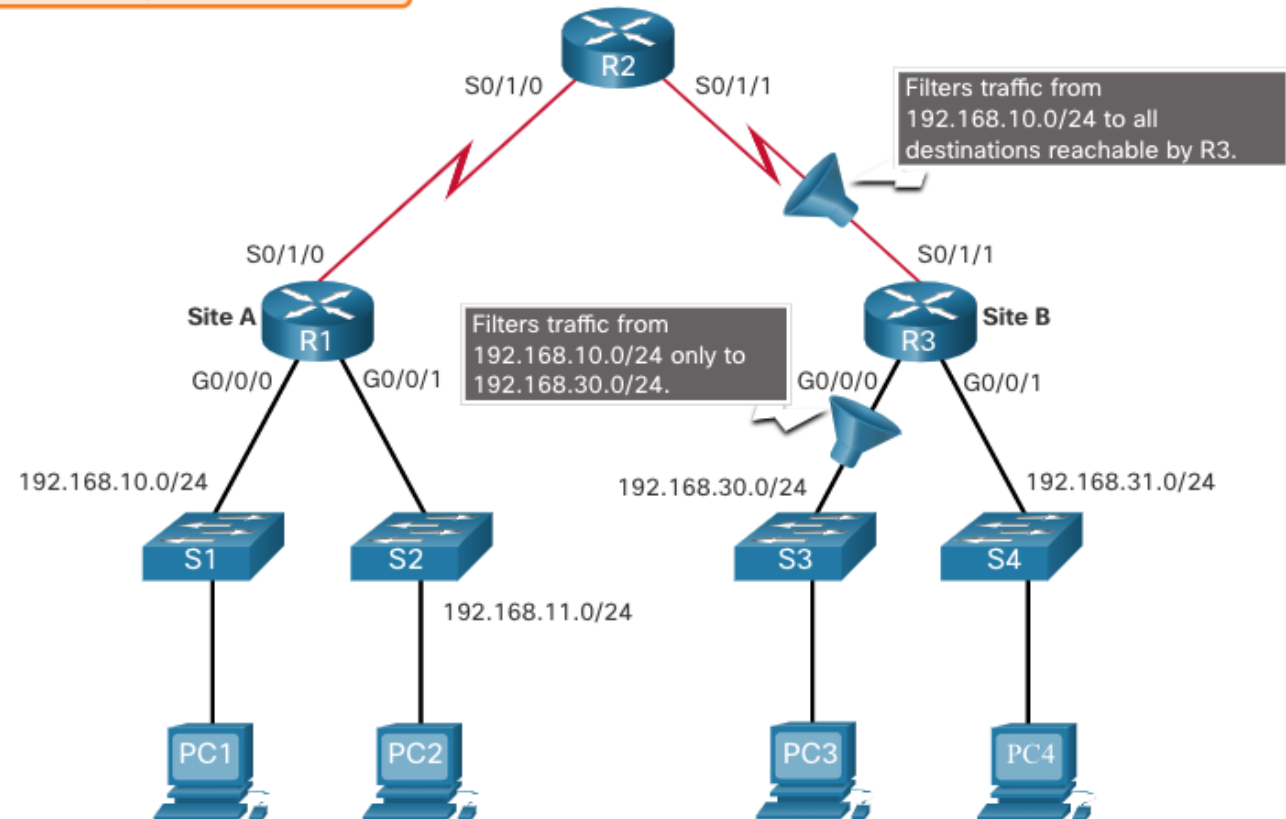 R2
S0/1/0
S0/1/1
Filters traffic from
192.168.10.0/24 to all
destinations reachable by R3.
S0/1/0
S0/1/1
Site A
R1
Filters traffic from
192.168.10.0/24 only to
192.168.30.0/24.
R3
Site B
G0/0/0
G0/0/1
G0/0/0
G0/0/1
192.168.10.0/24
192.168.30.0/24
192.168.31.0/24
S1
S2
S3
S4
192.168.11.0/24
PC1
PC2
PC3
PC4